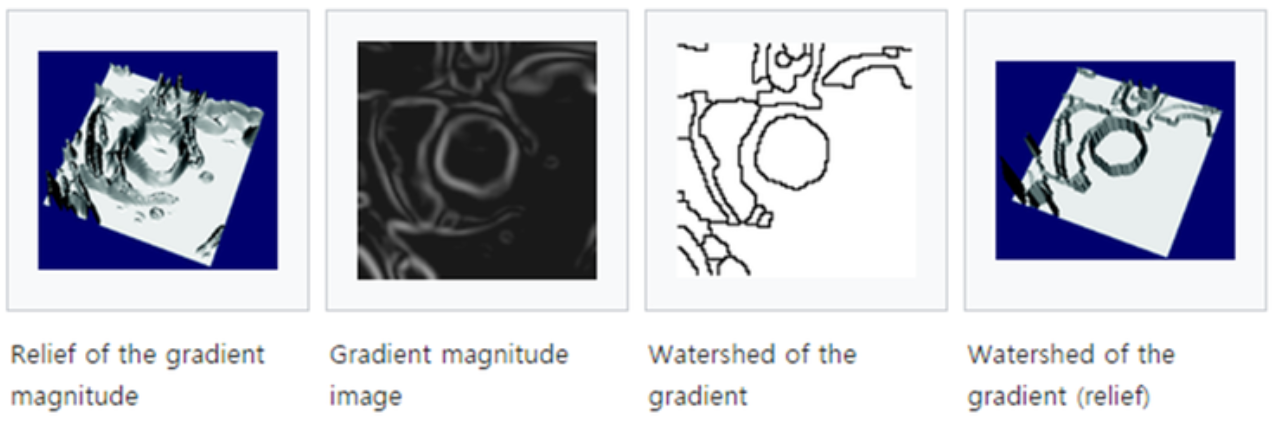 Relief of the gradient
magnitude
Gradient magnitude
image
Watershed of the
gradient
Watershed of the
gradient (relief)